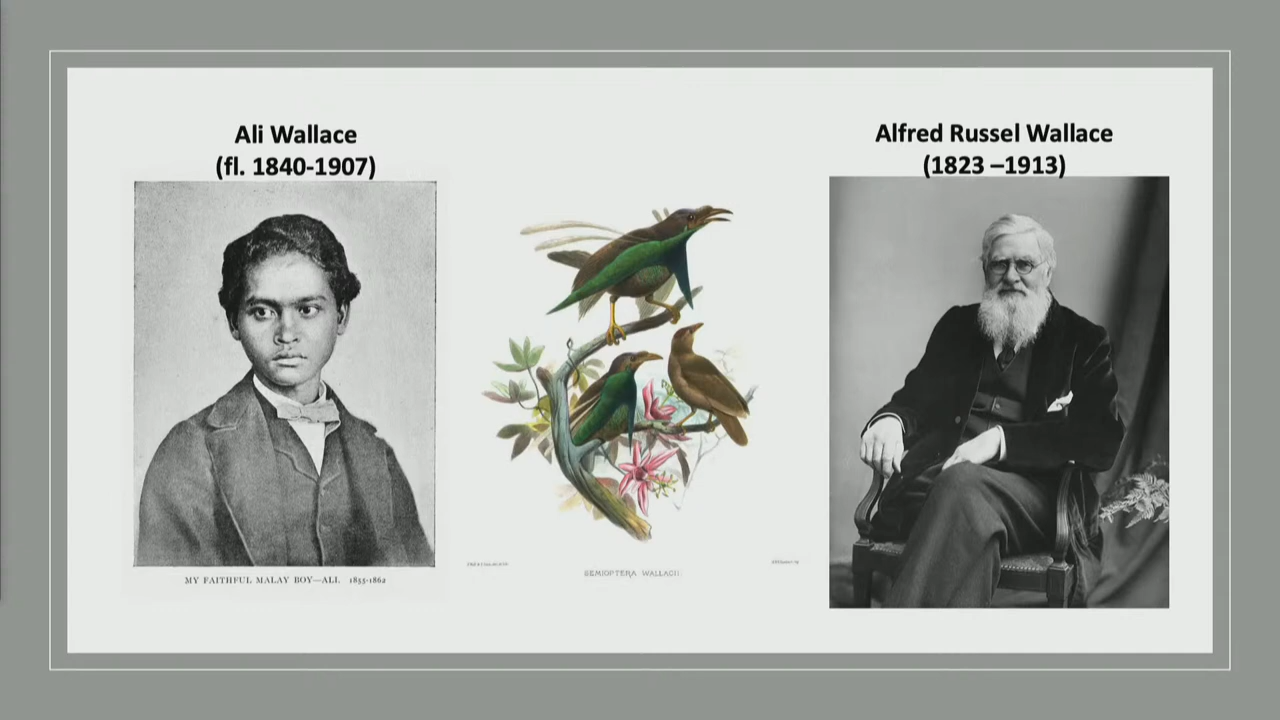 Ali Wallace
(fl. 1840-1907)
MY FAITHFUL MALAY BOY—ALI. 1855-1862
SEMIOPTERA WALLACII.
Alfred Russel Wallace
(1823 –1913)